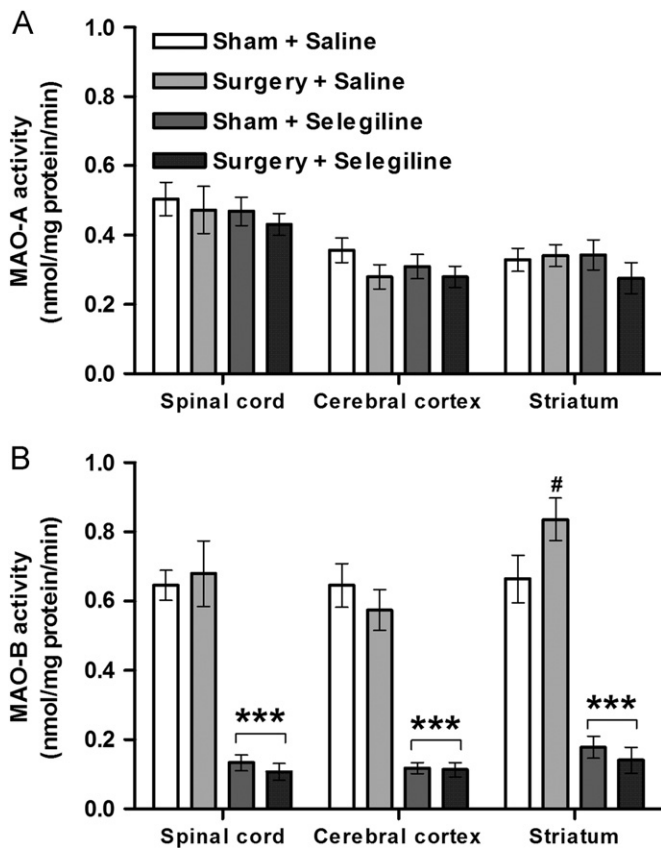 A
MAO-A activity
(nmol/mg protein/min)
1.0
0.8
0.6
0.4
0.2
0.0
Sham + Saline
Surgery + Saline
Sham + Selegiline
Surgery + Selegiline
Spinal cord Cerebral cortex Striatum
B
MAO-B activity
(nmol/mg protein/min)
1.0
0.8
0.6
0.4
0.2
0.0
#
*** *** ***
Spinal cord Cerebral cortex Striatum